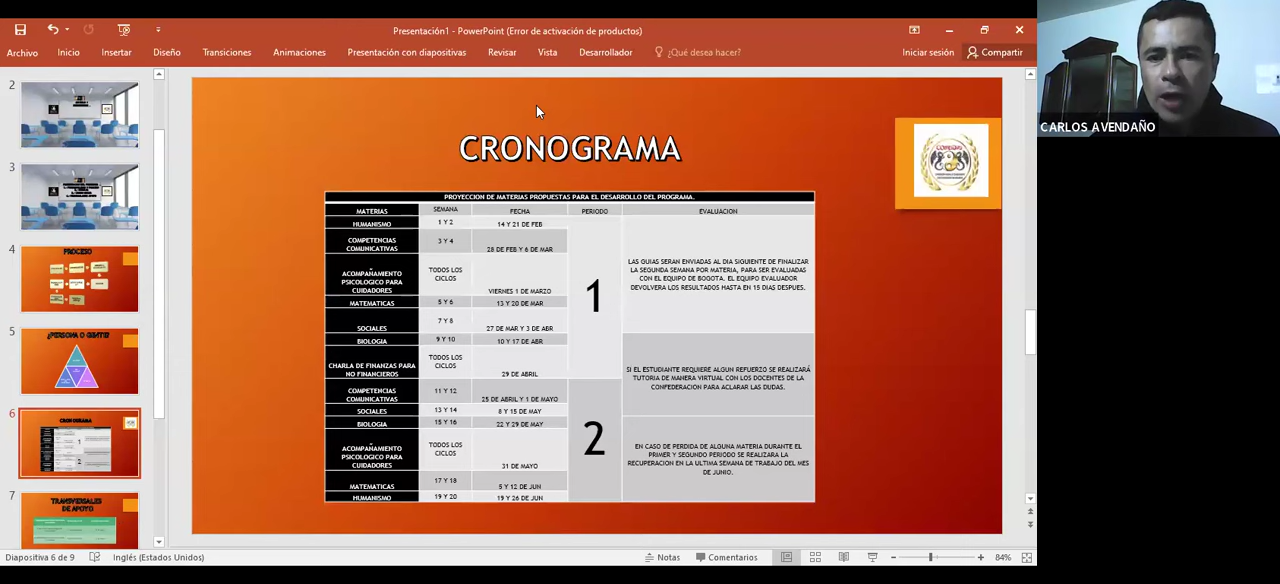 Presentación1 - PowerPoint (Error de activación de productos)
Archivo Inicio Insertar Diseño Transiciones Animaciones Presentación con diapositivas Revisar Vista Desarrollador ¿Qué desea hacer? Iniciar sesión Compartir
CARLOS AVENDAÑO
2
3
4
PROCESO
5
¿PERSONA O GENTE?
6
CRONOGRAMA
7
TRANSVERSALES
DE APOYO
CRONOGRAMA
PROYECCION DE MATERIAS PROPUESTAS PARA EL DESARROLLO DEL PROGRAMA.
MATERIAS SEMANA FECHA PERIODO EVALUACION
HUMANISMO 1 Y 2 14 Y 21 DE FEB
COMPETENCIAS
COMUNICATIVAS 3 Y 4 28 DE FEB Y 6 DE MAR
ACOMPAÑAMIENTO
PSICOLOGICO PARA
CUIDADORES
TODOS LOS
CICLOS
VIERNES 1 DE MARZO
MATEMATICAS 5 Y 6 13 Y 20 DE MAR
SOCIALES 7 Y 8 27 DE MAR Y 3 DE ABR
BIOLOGIA 9 Y 10 10 Y 17 DE ABR
CHARLA DE FINANZAS PARA
NO FINANCIEROS
TODOS LOS
CICLOS
29 DE ABRIL
1
LAS GUIAS SERAN ENVIADAS AL DIA SIGUIENTE DE FINALIZAR
LA SEGUNDA SEMANA POR MATERIA, PARA SER EVALUADAS
CON EL EQUIPO DE BOGOTA. EL EQUIPO EVALUADOR
DEVOLVERA LOS RESULTADOS HASTA EN 15 DIAS DESPUES.
SI EL ESTUDIANTE REQUIERE ALGUN REFUERZO SE REALIZARÁ
TUTORIA DE MANERA VIRTUAL CON LOS DOCENTES DE LA
CONFEDERACION PARA ACLARAR LAS DUDAS.
COMPETENCIAS
COMUNICATIVAS 11 Y 12 25 DE ABRIL Y 1 DE MAYO
SOCIALES 13 Y 14 8 Y 15 DE MAY
BIOLOGIA 15 Y 16 22 Y 29 DE MAY
ACOMPAÑAMIENTO
PSICOLOGICO PARA
CUIDADORES
TODOS LOS
CICLOS
31 DE MAYO
MATEMATICAS 17 Y 18 5 Y 12 DE JUN
HUMANISMO 19 Y 20 19 Y 26 DE JUN
2
EN CASO DE PERDIDA DE ALGUNA MATERIA DURANTE EL
PRIMER Y SEGUNDO PERIODO SE REALIZARA LA
RECUPERACION EN LA ULTIMA SEMANA DE TRABAJO DEL MES
DE JUNIO.
Diapositiva 6 de 9 Inglés (Estados Unidos) Notas Comentarios 84%